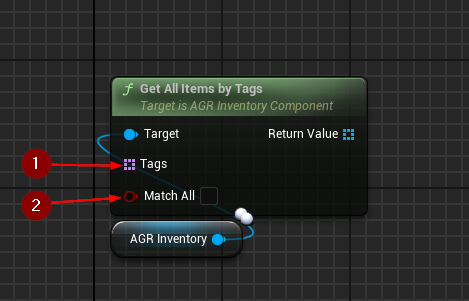 f Get All Items by Tags
Target is AGR Inventory Component
Target Return Value
1 Tags
2 Match All
AGR Inventory